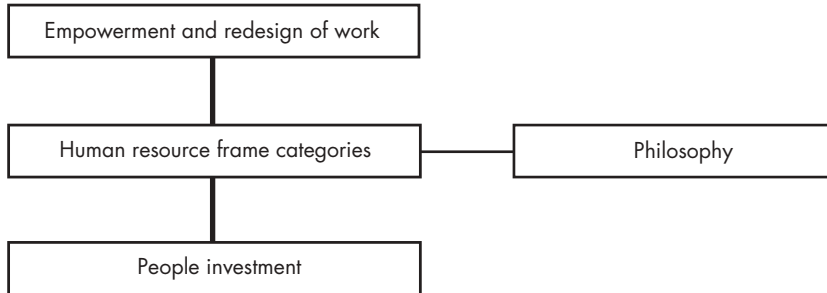 Empowerment and redesign of work
Human resource frame categories
Philosophy
People investment